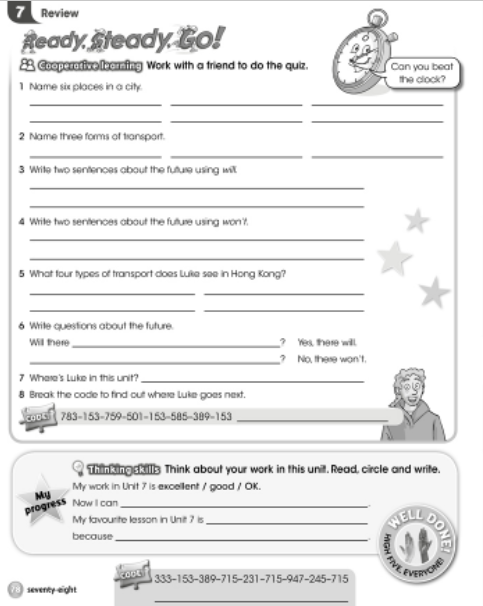 7 Review
Ready, Steady, Go!
Cooperative learning Work with a friend to do the quiz.
Can you beat
the clock?
1 Name six places in a city.
2 Name three forms of transport.
3 Write two sentences about the future using will.
4 Write two sentences about the future using won't.
5 What four types of transport does Luke see in Hong Kong?
6 Write questions about the future.
Will there ? Yes, there will.
? No, there won't.
7 Where's Luke in this unit?
8 Break the code to find out where Luke goes next.
CODE 783-153-759-501-153-585-389-153
Thinking skills Think about your work in this unit. Read, circle and write.
My progress
My work in Unit 7 is excellent / good / OK.
Now I can .
My favourite lesson in Unit 7 is
because .
WELL DONE!
HIGH FIVE, EVERYONE!
78 seventy-eight
CODE 333-153-389-715-231-715-947-245-715